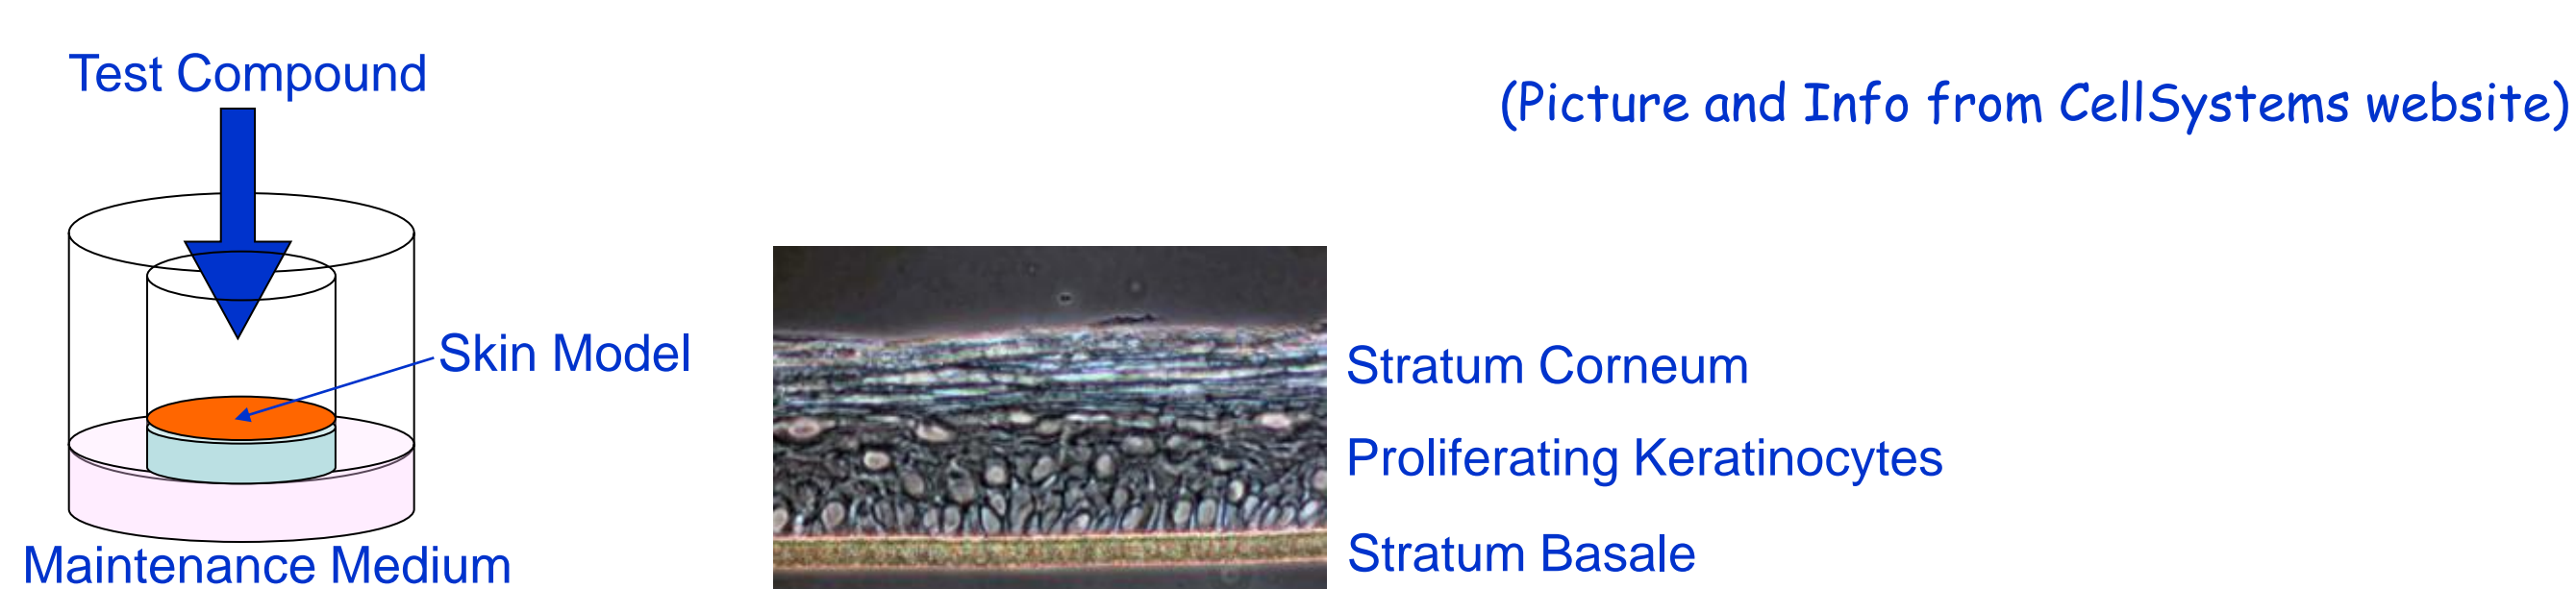 Test Compound
(Picture and Info from CellSystems website)
Skin Model
Stratum Corneum
Proliferating Keratinocytes
Stratum Basale
Maintenance Medium